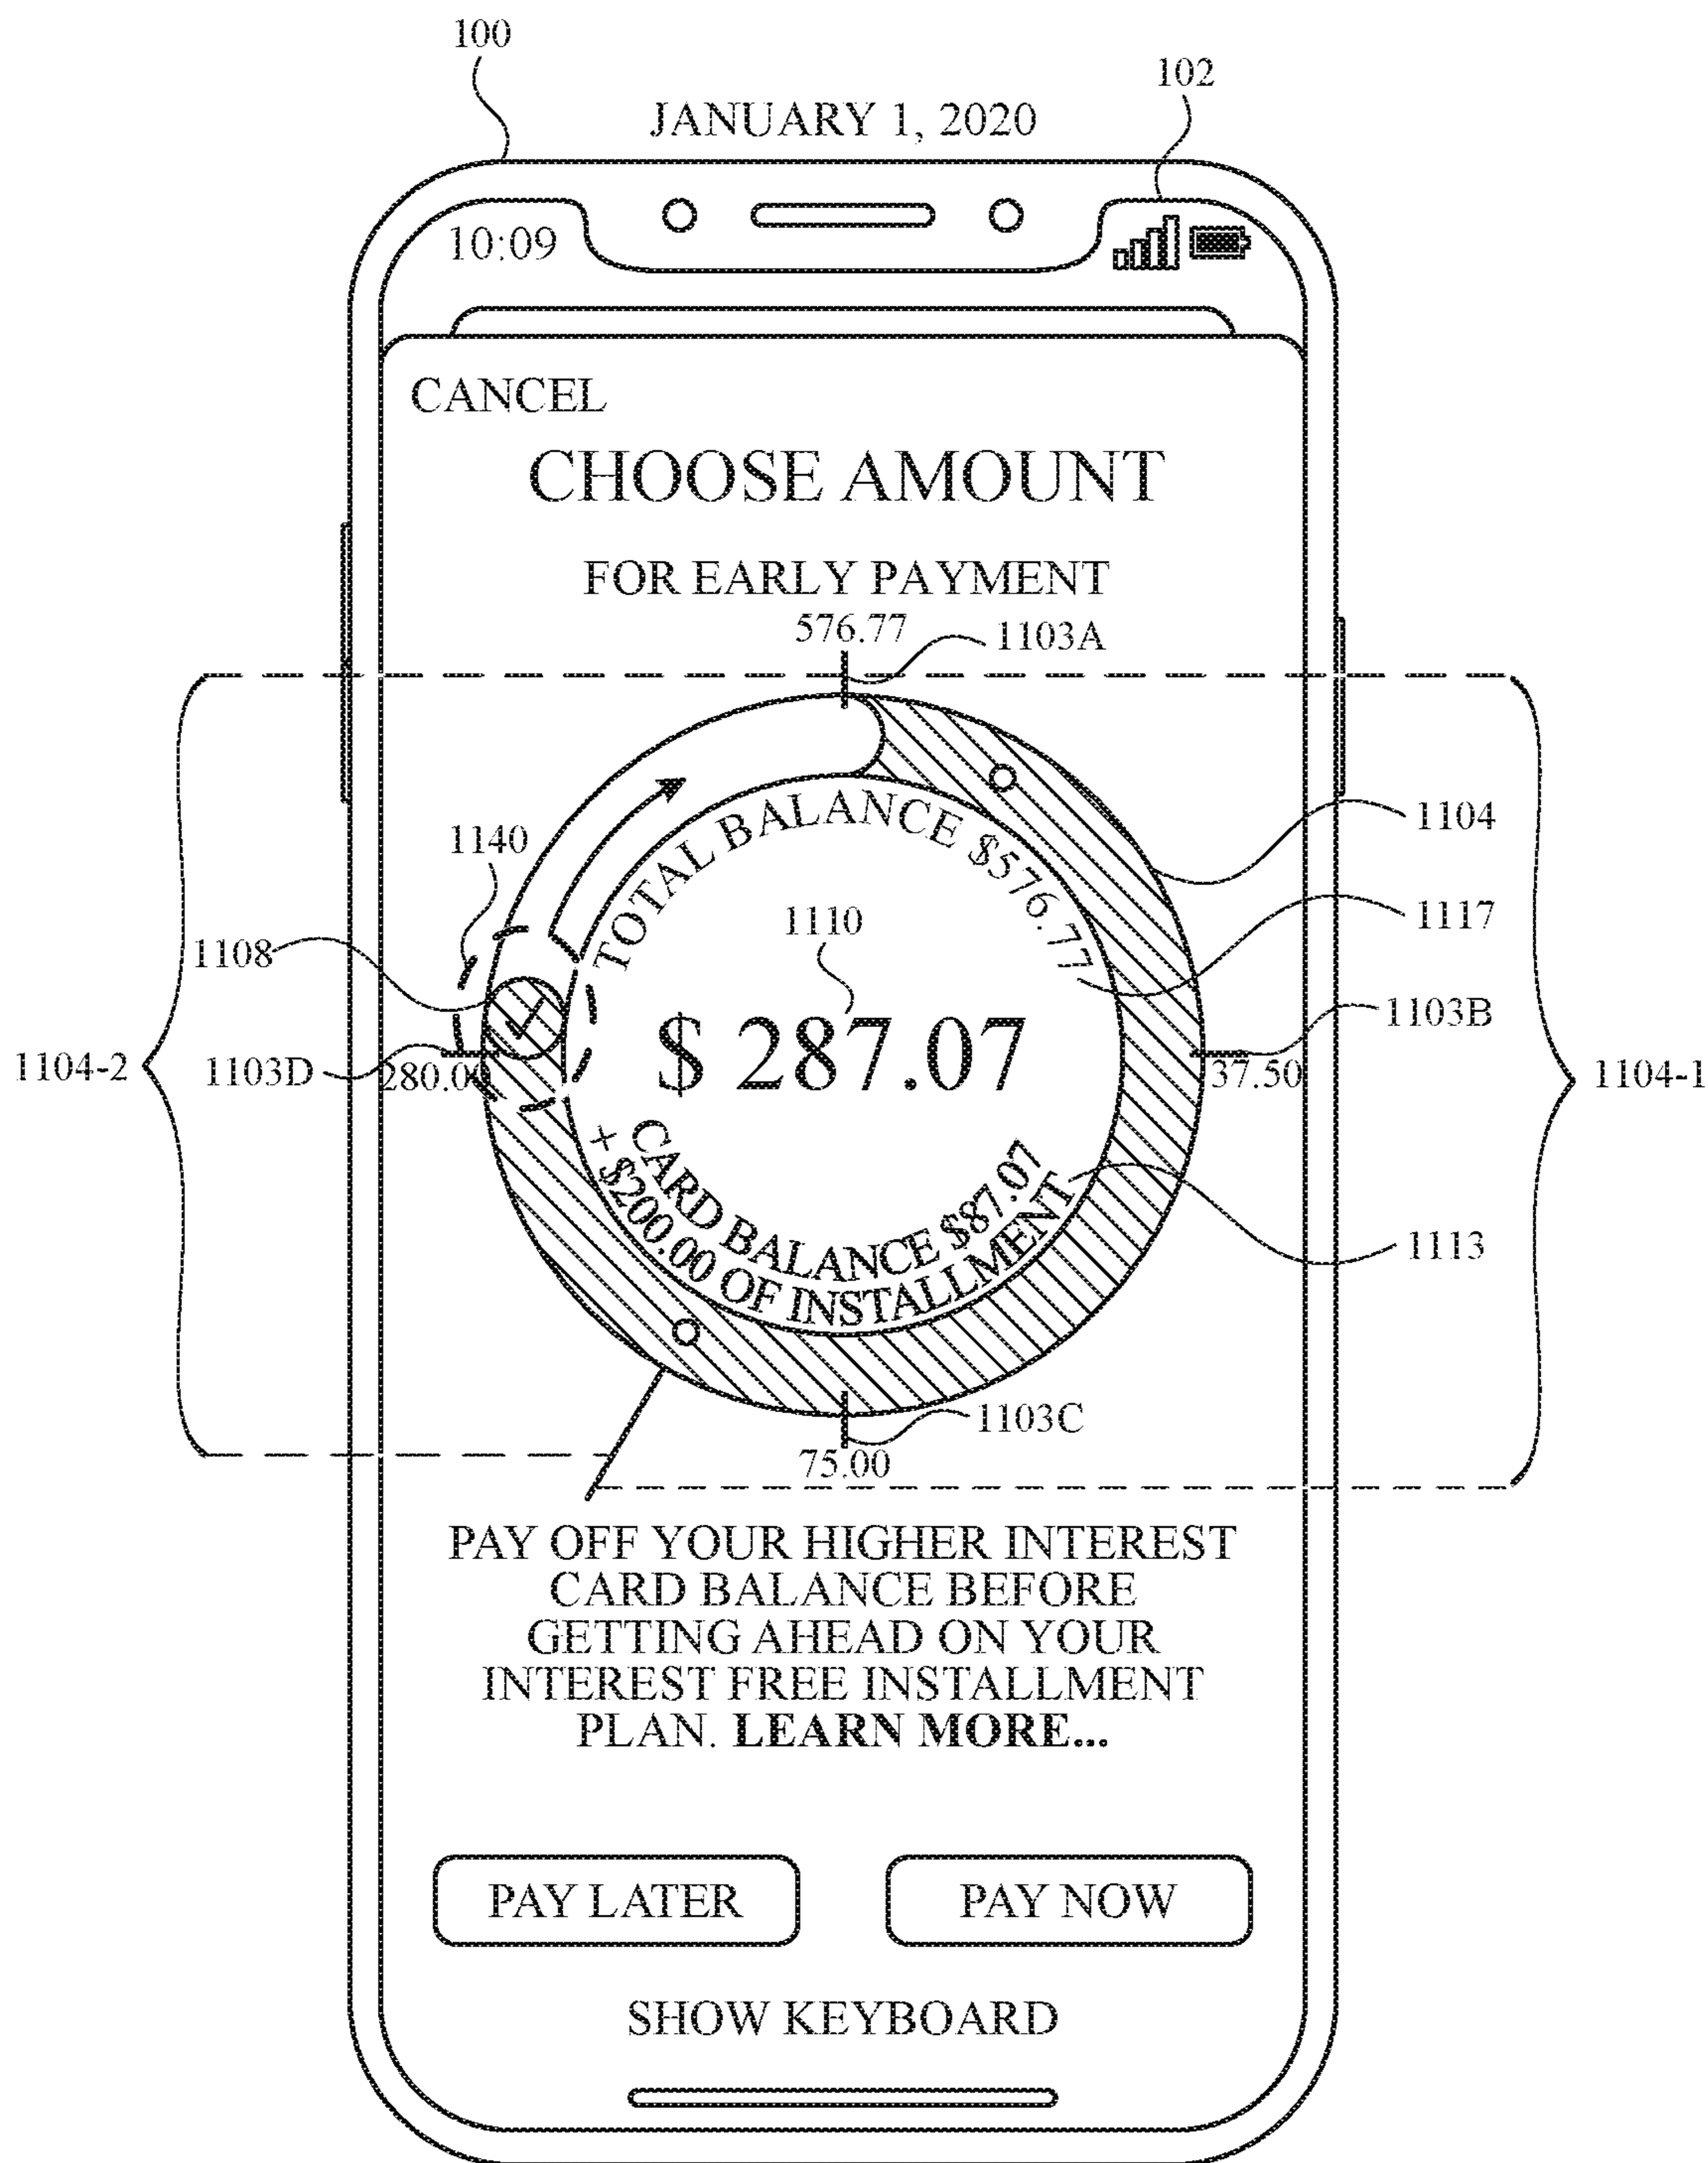 100
102
JANUARY 1, 2020
10:09
CANCEL
CHOOSE AMOUNT
FOR EARLY PAYMENT
576.77
1103A
1104
1140
TOTAL BALANCE $576.77
1117
1110
1108
$ 287.07
1103B
1104-2
1103D
280.00
37.50
1104-1
CARD BALANCE $87.07
+ $200.00 OF INSTALLMENT
1113
1103C
75.00
PAY OFF YOUR HIGHER INTEREST
CARD BALANCE BEFORE
GETTING AHEAD ON YOUR
INTEREST FREE INSTALLMENT
PLAN. LEARN MORE...
PAY LATER
PAY NOW
SHOW KEYBOARD